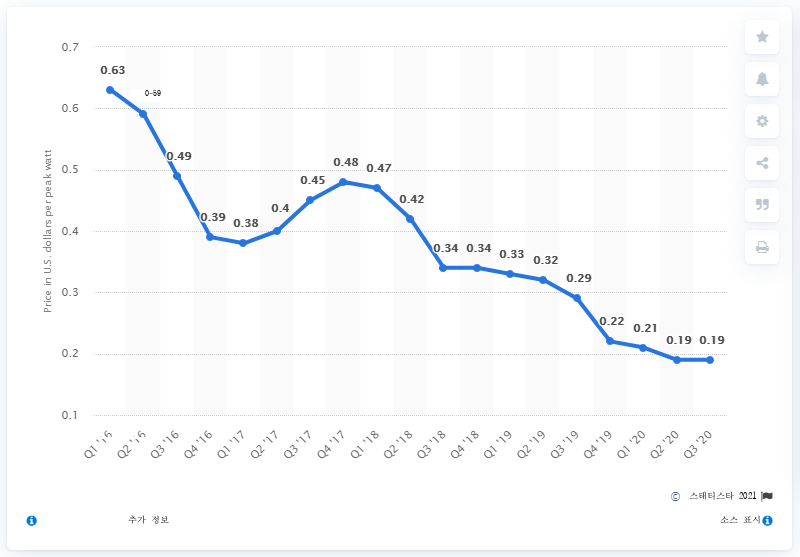 0.7
0.6
0.5
0.4
0.3
0.2
0.1
Price in U.S. dollars per peak watt
0.63
0.59
0.49
0.39
0.38
0.4
0.45
0.48
0.47
0.42
0.34
0.34
0.33
0.32
0.29
0.22
0.21
0.19
0.19
Q1 '16
Q2 '16
Q3 '16
Q4 '16
Q1 '17
Q2 '17
Q3 '17
Q4 '17
Q1 '18
Q2 '18
Q3 '18
Q4 '18
Q1 '19
Q2 '19
Q3 '19
Q4 '19
Q1 '20
Q2 '20
Q3 '20
© 스태티스타 2021
추가 정보
소스 표시